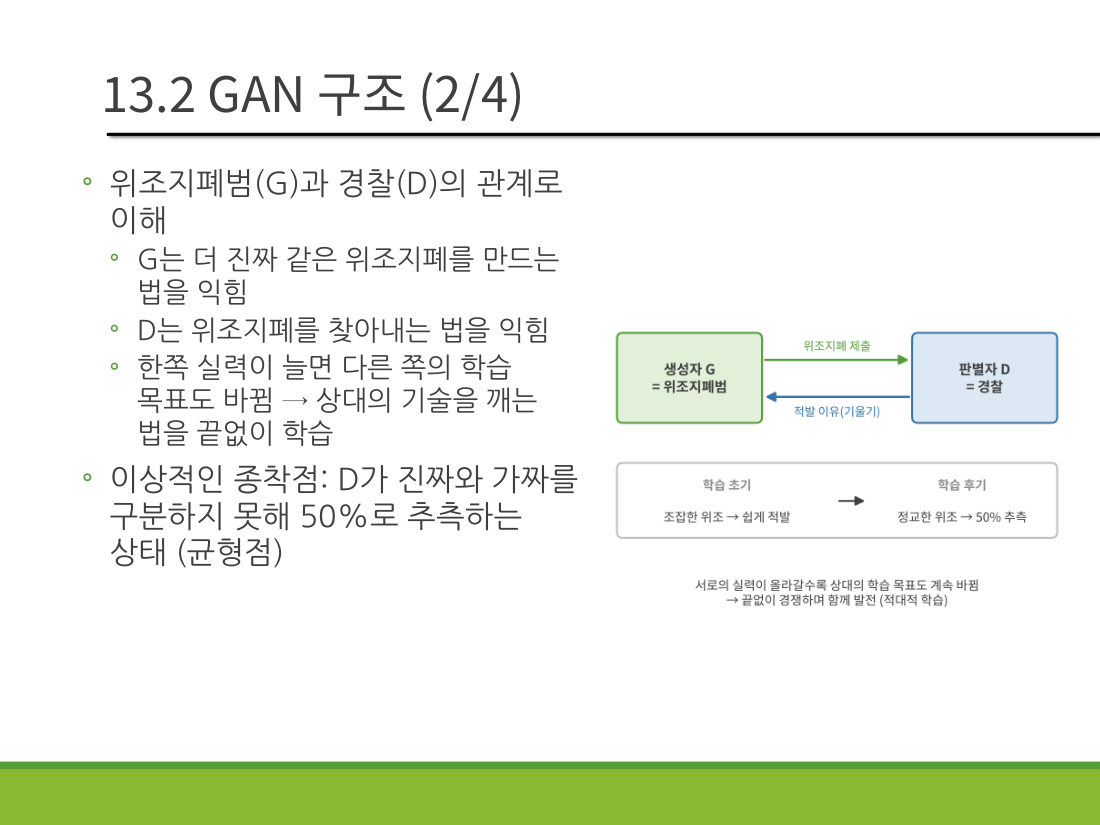 13.2 GAN 구조 (2/4)
위조지폐범(G)과 경찰(D)의 관계로
이해
G는 더 진짜 같은 위조지폐를 만드는
법을 익힘
D는 위조지폐를 찾아내는 법을 익힘
한쪽 실력이 늘면 다른 쪽의 학습
목표도 바뀜 → 상대의 기술을 깨는
법을 끝없이 학습
이상적인 종착점: D가 진짜와 가짜를
구분하지 못해 50%로 추측하는
상태 (균형점)
생성자 G
= 위조지폐범
위조지폐 제출
적발 이유(기울기)
판별자 D
= 경찰
학습 초기
조잡한 위조 → 쉽게 적발
→
학습 후기
정교한 위조 → 50% 추측
서로의 실력이 올라갈수록 상대의 학습 목표도 계속 바뀜
→ 끝없이 경쟁하며 함께 발전 (적대적 학습)